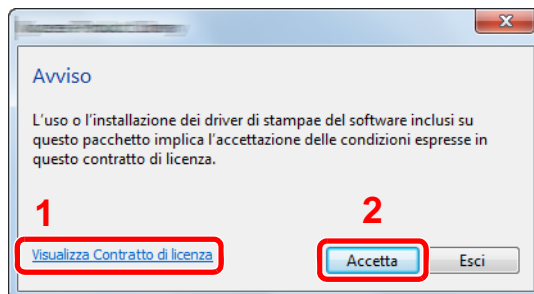 Avviso
L'uso o l'installazione dei driver di stampae del software inclusi su
questo pacchetto implica l'accettazione delle condizioni espresse in
questo contratto di licenza.
1
2
Visualizza Contratto di licenza
Accetta
Esci